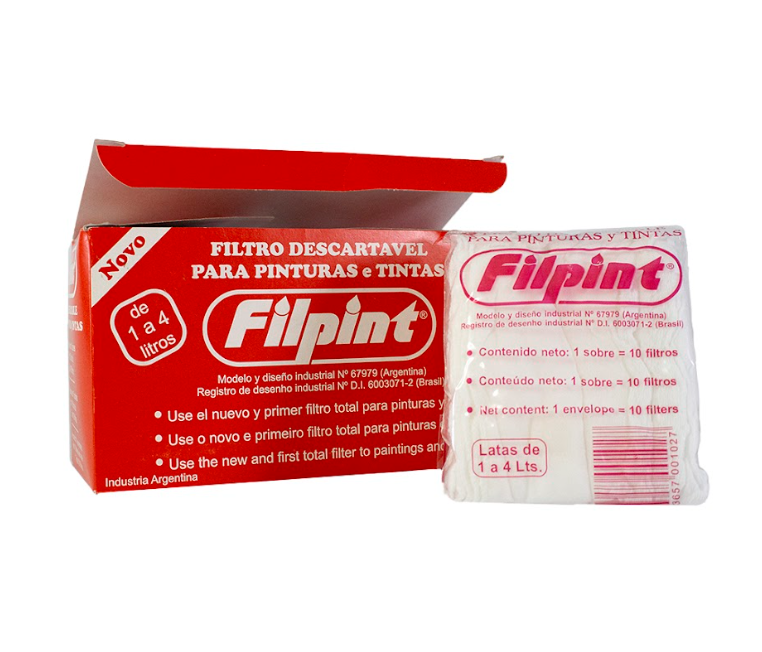 Novo
FILTRO DESCARTAVEL
PARA PINTURAS e TINTAS
de
1 a 4
litros
Filpint®
Modelo y diseño industrial Nº 67979 (Argentina)
Registro de desenho industrial Nº D.I. 6003071-2 (Brasil)
• Use el nuevo y primer filtro total para pinturas y
• Use o novo e primeiro filtro total para pinturas
• Use the new and first total filter to paintings and
Industria Argentina
PARA PINTURAS y TINTAS
Filpint®
Modelo y diseño industrial Nº 67979 (Argentina)
Registro de desenho industrial Nº D.I. 6003071-2 (Brasil)
• Contenido neto: 1 sobre = 10 filtros
• Conteúdo neto: 1 sobre = 10 filtros
• Net content: 1 envelope = 10 filters
Latas de
1 a 4 Lts.
3657 001027